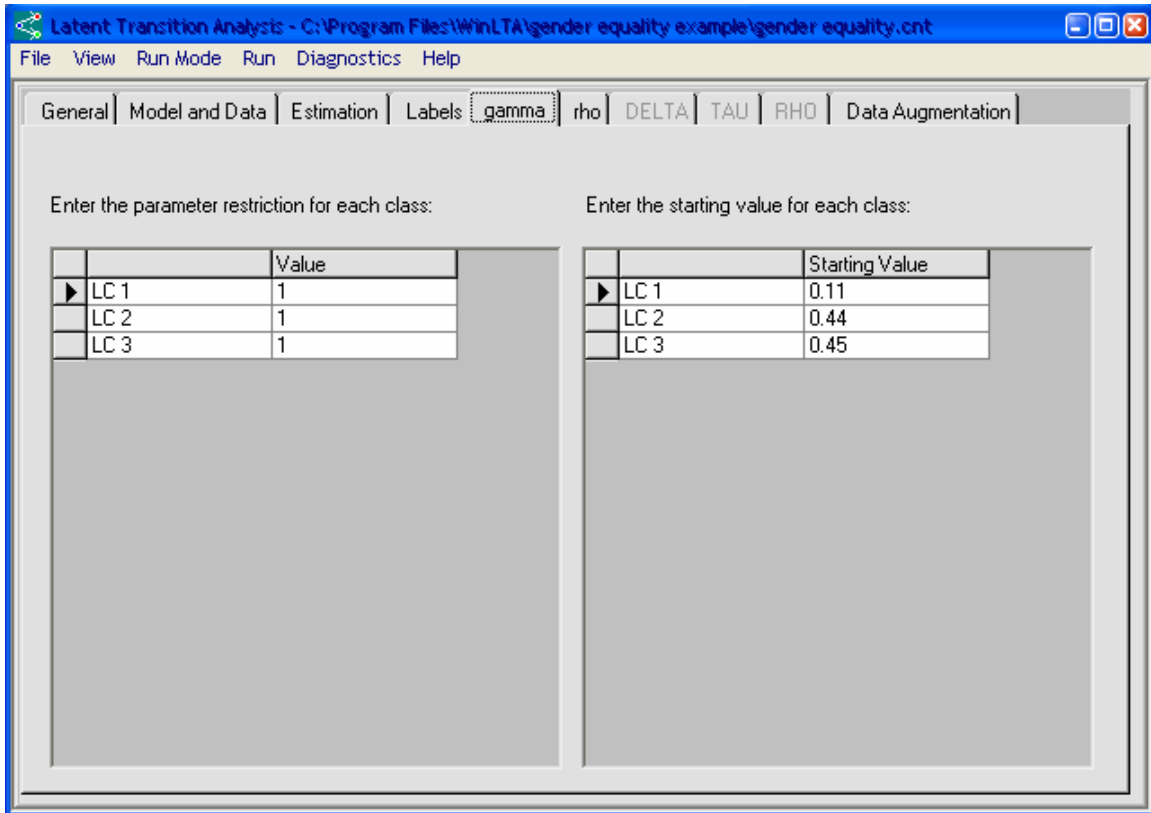 Latent Transition Analysis - C:\Program Files\WinLTA\gender equality example\gender equality.cnt
File View Run Mode Run Diagnostics Help
General Model and Data Estimation Labels gamma rho DELTA TAU RHO Data Augmentation
Enter the parameter restriction for each class:
Value
LC 1 1
LC 2 1
LC 3 1
Enter the starting value for each class:
Starting Value
LC 1 0.11
LC 2 0.44
LC 3 0.45